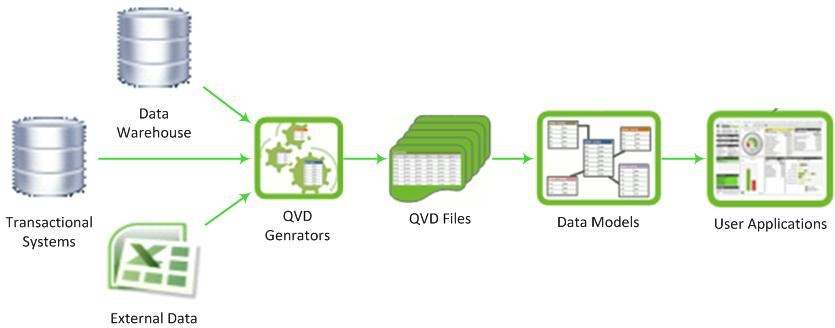 Data
Warehouse
Transactional
Systems
External Data
QVD
Genrators
QVD Files
Data Models
User Applications